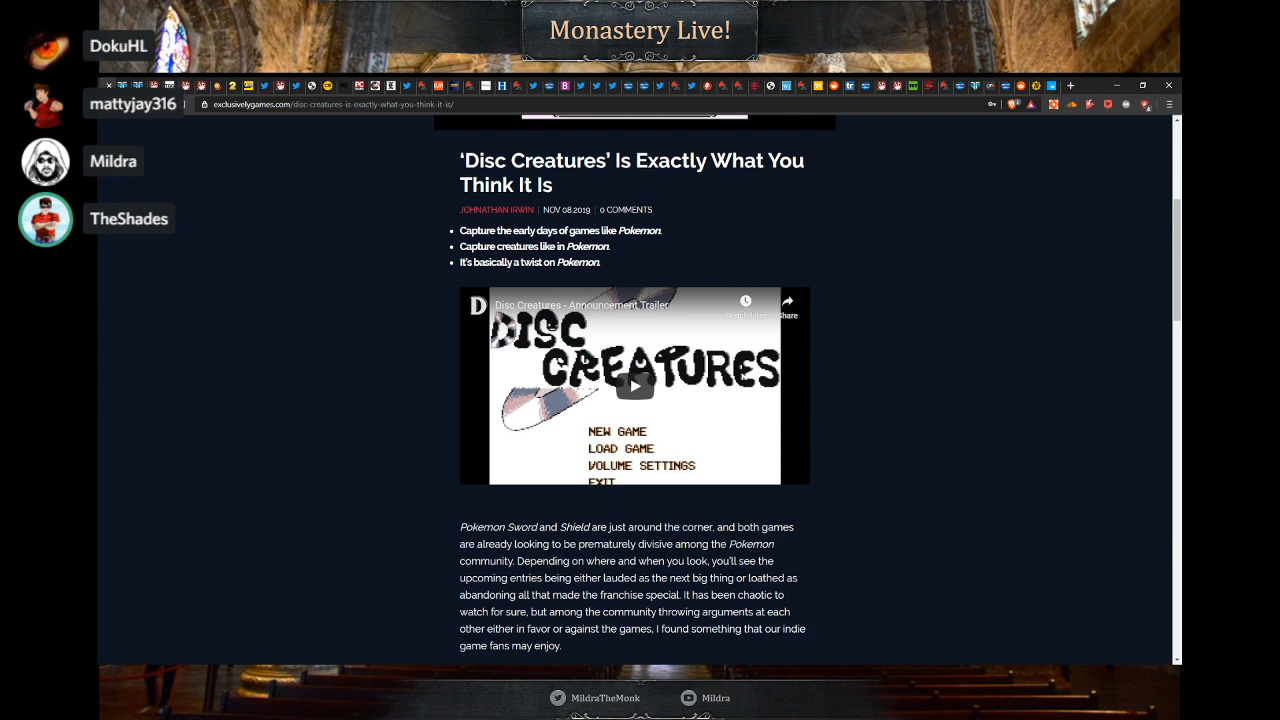 Monastery Live!
DokuHL
mattyjay316
Mildra
TheShades
exclusivelygames.com/disc-creatures-is-exactly-what-you-think-it-is/
‘Disc Creatures’ Is Exactly What You
Think It Is
JOHNATHAN IRWIN | NOV 08.2019 | 0 COMMENTS
• Capture the early days of games like Pokemon.
• Capture creatures like in Pokemon.
• It's basically a twist on Pokemon.
D Disc Creatures - Announcement Trailer
Watch later
Share
DISC
CREATURES
NEW GAME
LOAD GAME
VOLUME SETTINGS
EXIT
Pokemon Sword and Shield are just around the corner, and both games
are already looking to be prematurely divisive among the Pokemon
community. Depending on where and when you look, you'll see the
upcoming entries being either lauded as the next big thing or loathed as
abandoning all that made the franchise special. It has been chaotic to
watch for sure, but among the community throwing arguments at each
other either in favor or against the games, I found something that our indie
game fans may enjoy.
MildraTheMonk
Mildra